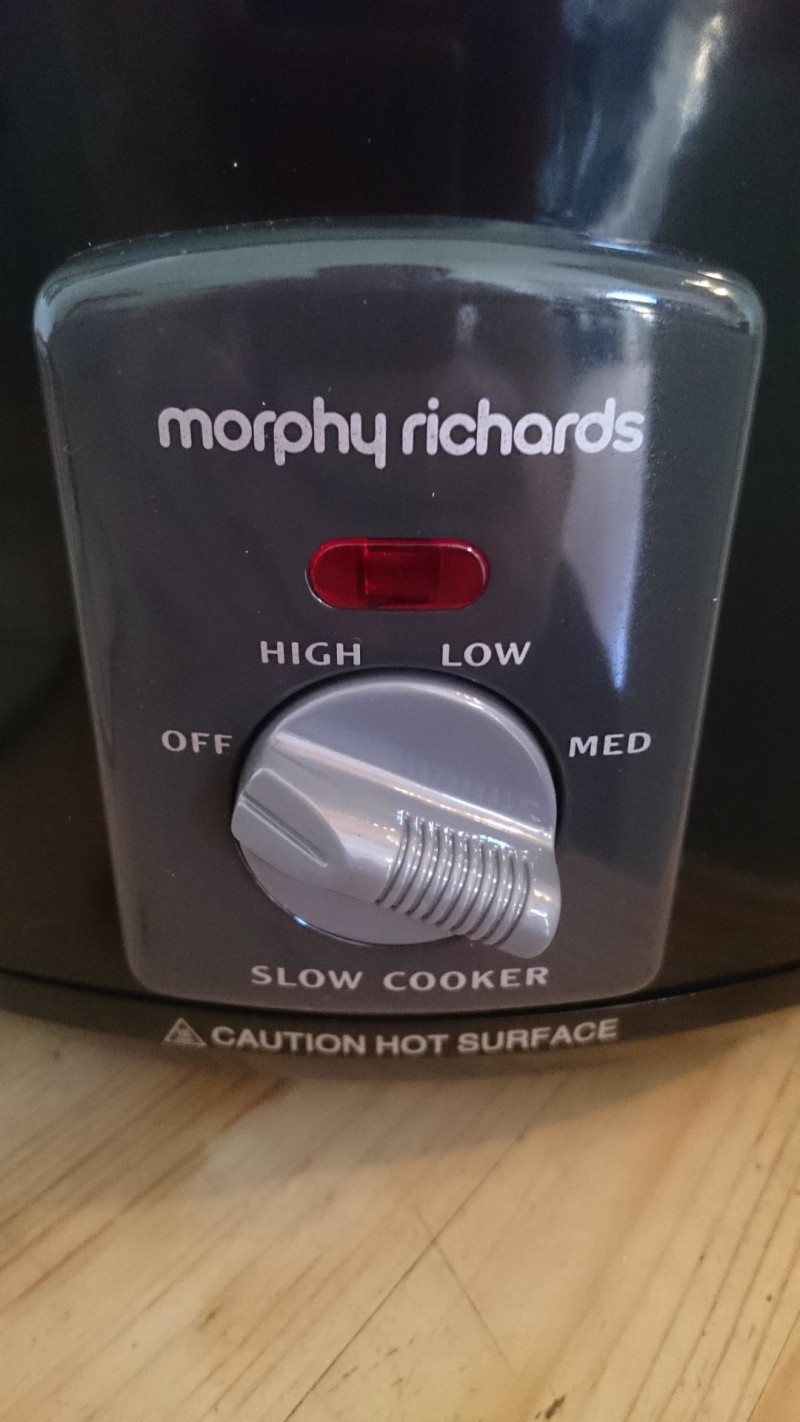 morphy richards
HIGH LOW
OFF MED
SLOW COOKER
CAUTION HOT SURFACE